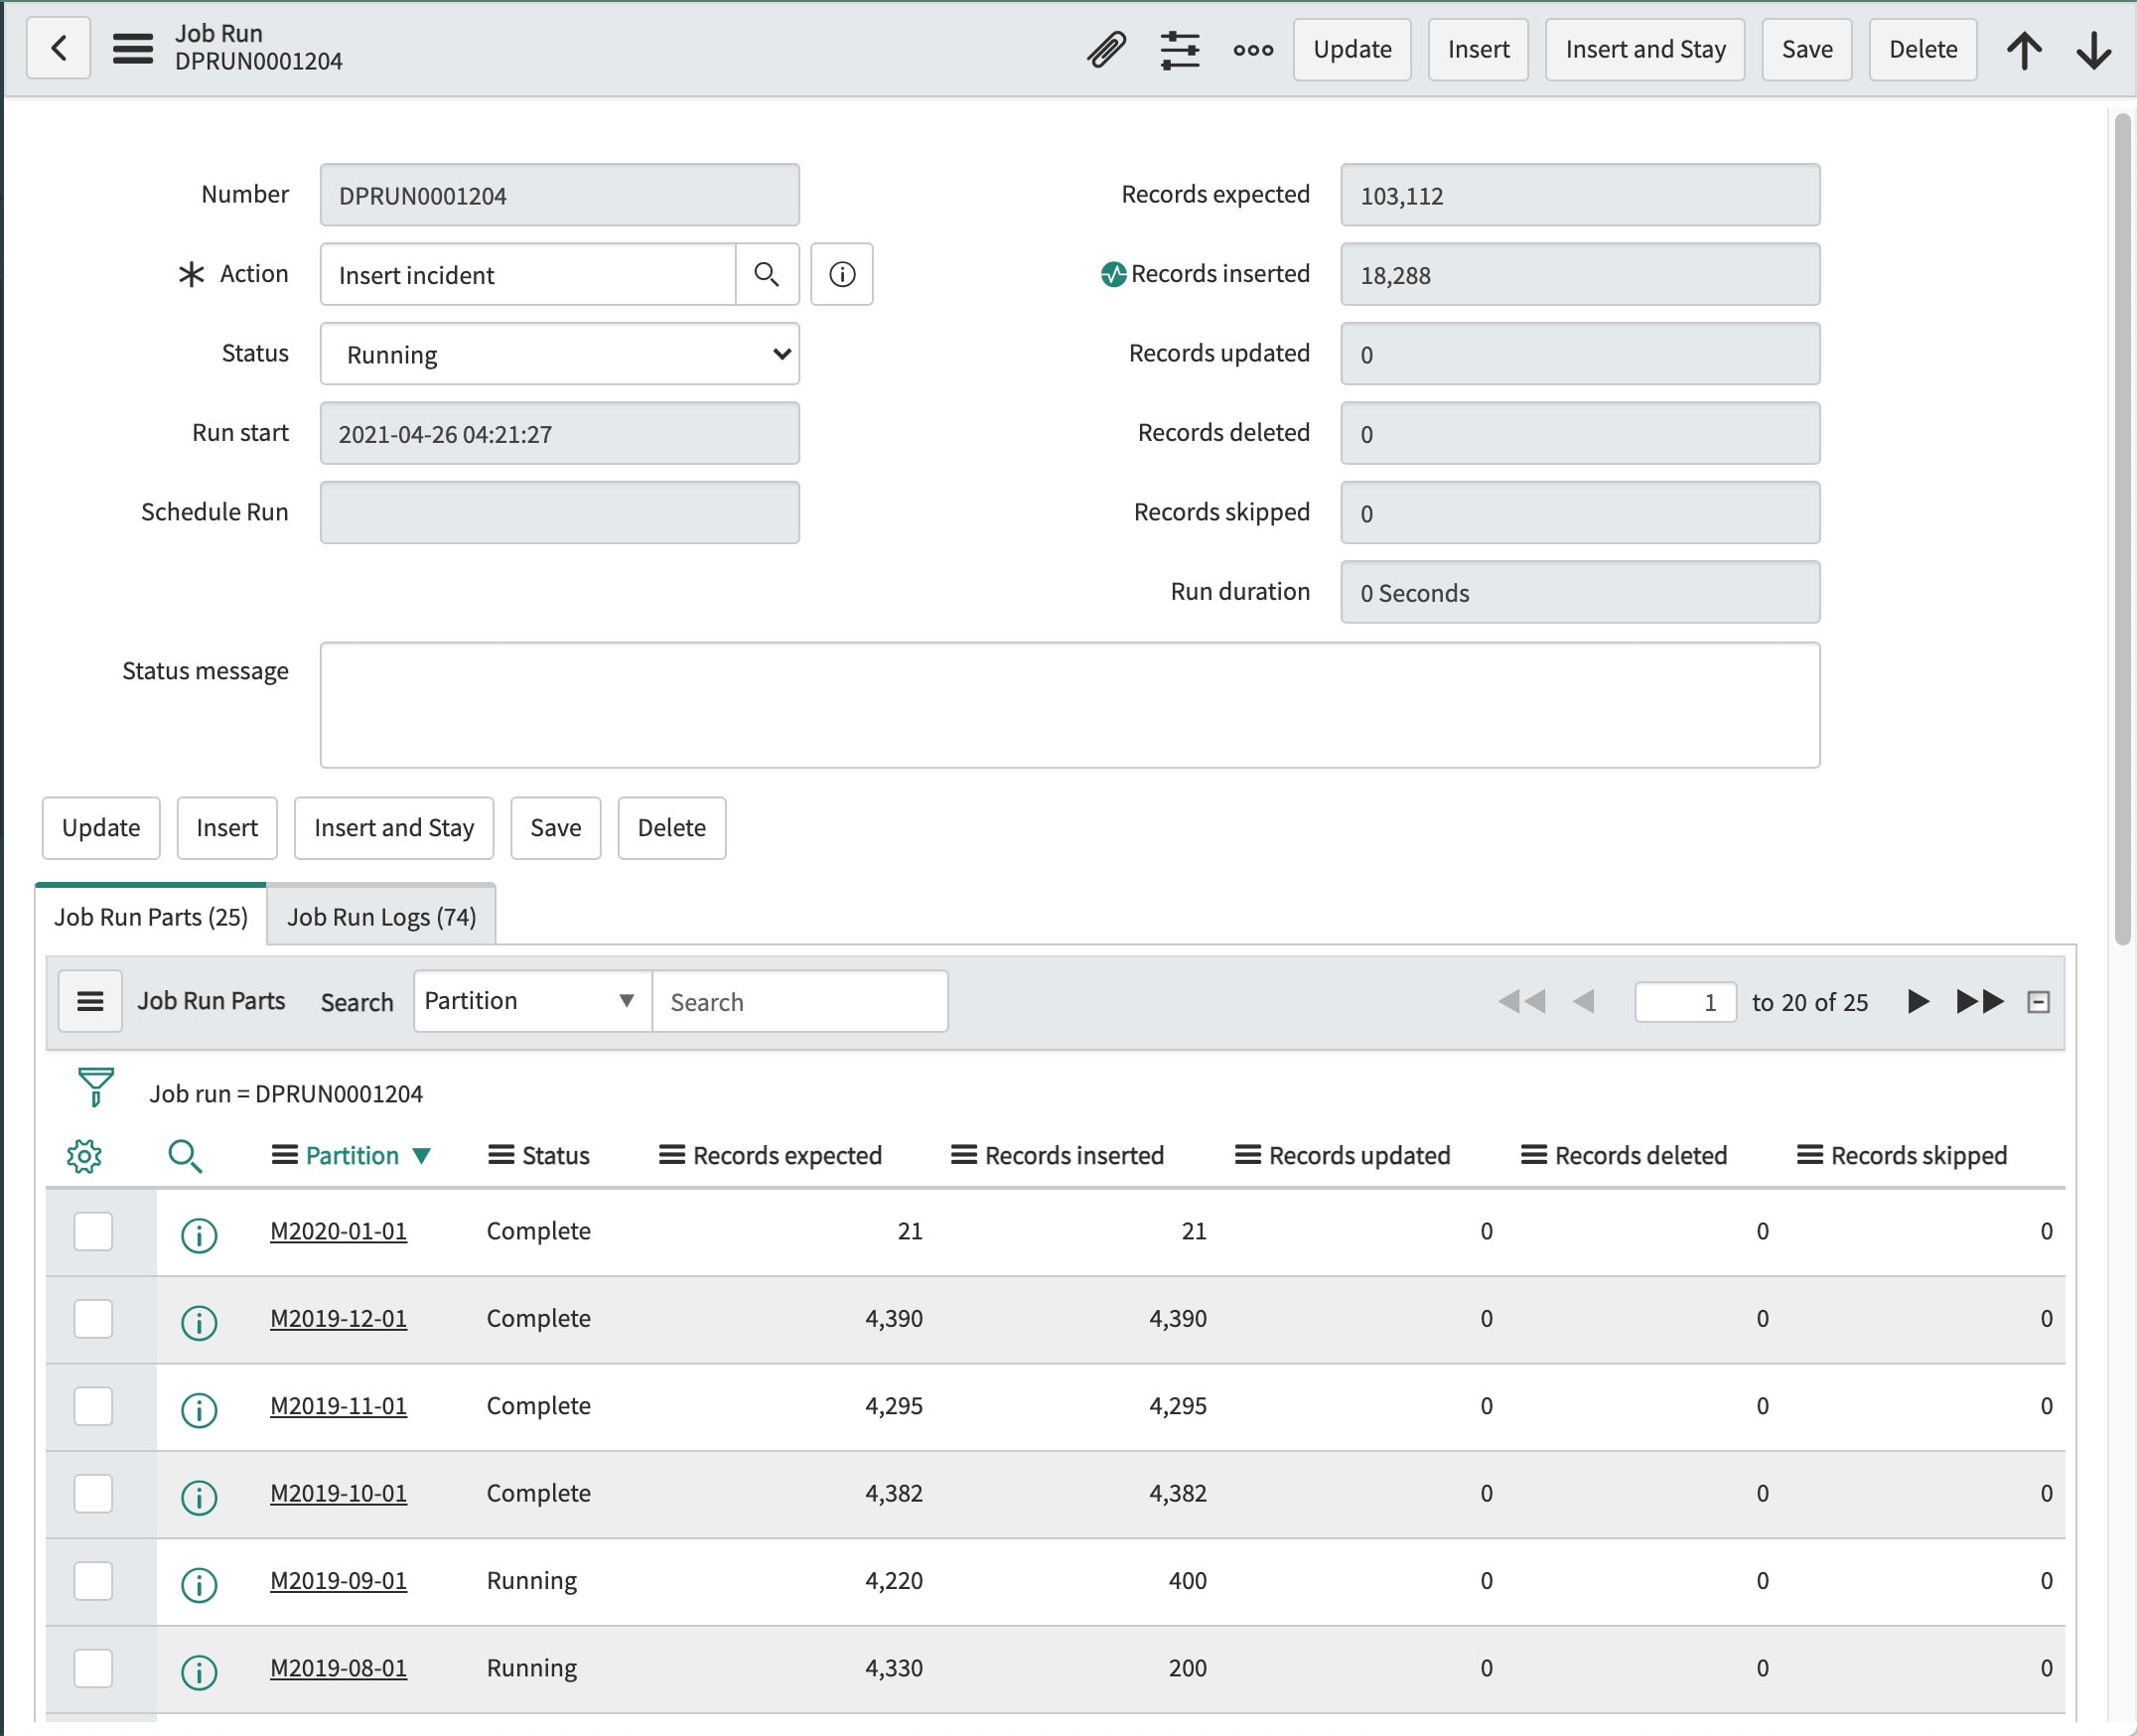 Job Run
DPRUN0001204
Update Insert Insert and Stay Save Delete
Number DPRUN0001204
Records expected 103,112
Action Insert incident
Records inserted 18,288
Status Running
Records updated 0
Run start 2021-04-26 04:21:27
Records deleted 0
Schedule Run
Records skipped 0
Run duration 0 Seconds
Status message
Update Insert Insert and Stay Save Delete
Job Run Parts (25) Job Run Logs (74)
Job Run Parts Search Partition Search 1 to 20 of 25
Job run = DPRUN0001204
Partition Status Records expected Records inserted Records updated Records deleted Records skipped
M2020-01-01 Complete 21 21 0 0 0
M2019-12-01 Complete 4,390 4,390 0 0 0
M2019-11-01 Complete 4,295 4,295 0 0 0
M2019-10-01 Complete 4,382 4,382 0 0 0
M2019-09-01 Running 4,220 400 0 0 0
M2019-08-01 Running 4,330 200 0 0 0